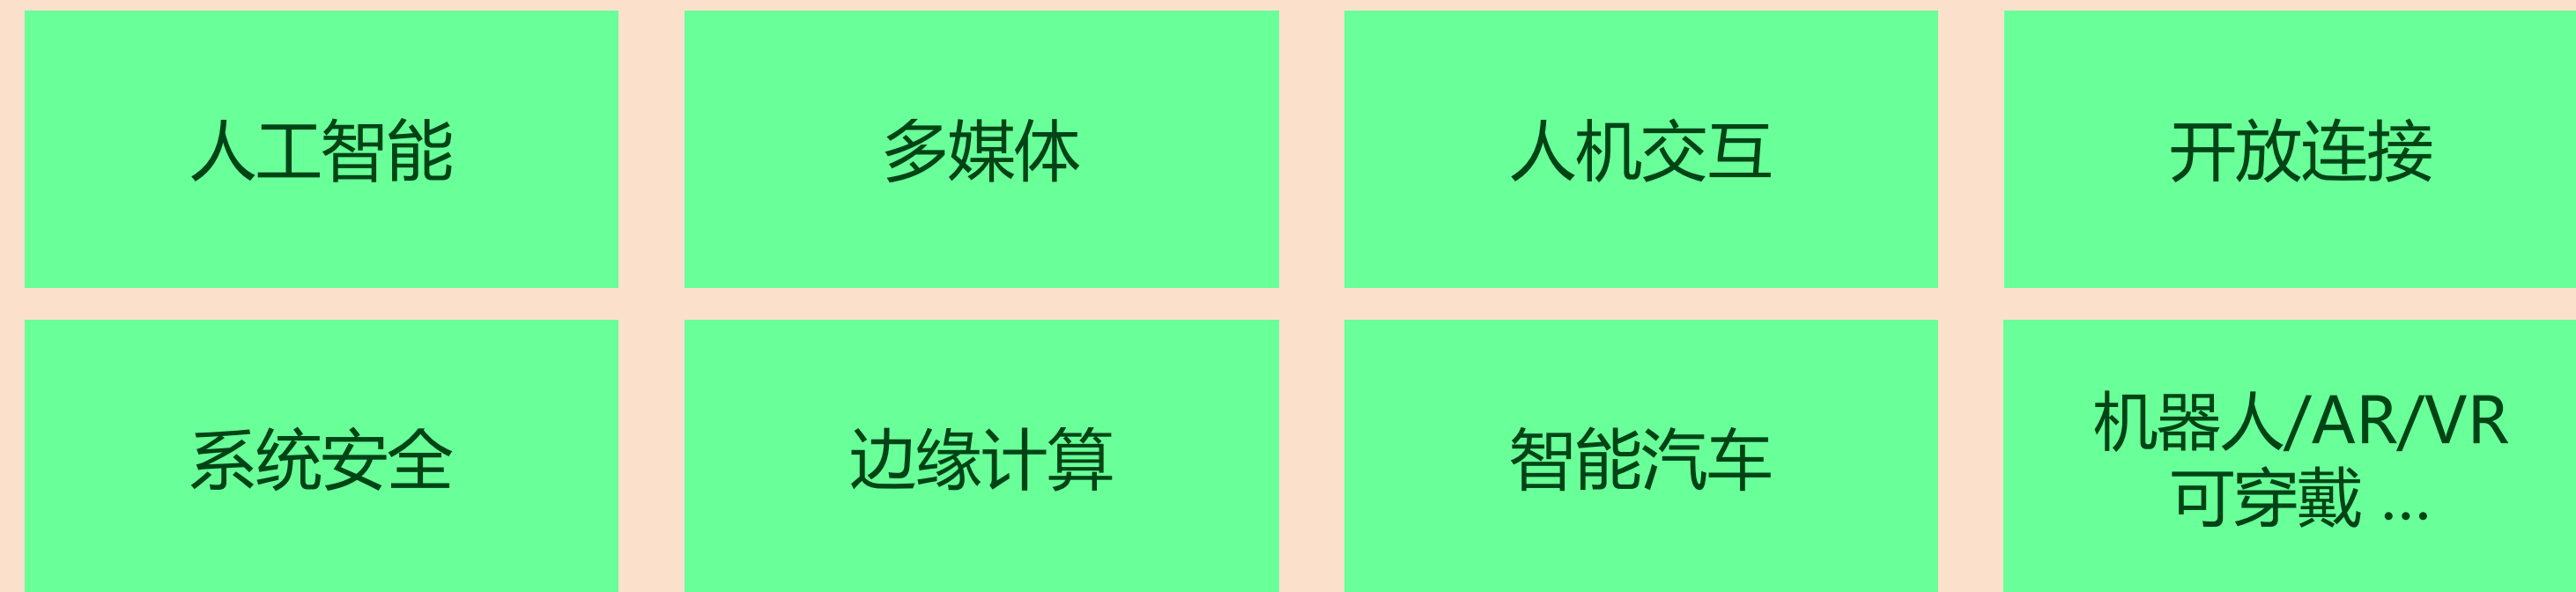 人工智能
多媒体
人机交互
开放连接
系统安全
边缘计算
智能汽车
机器人/AR/VR
可穿戴 ...